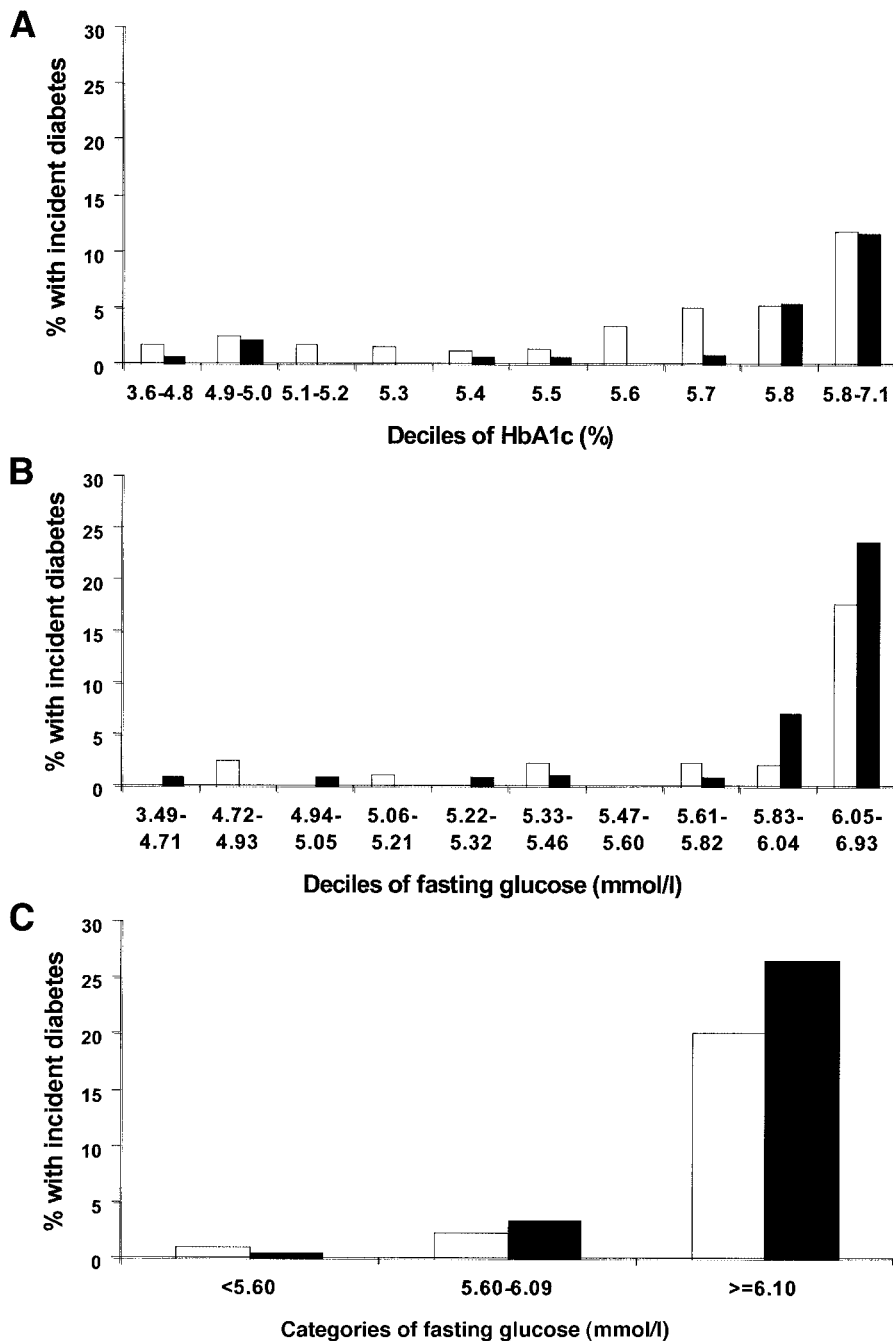 A
% with incident diabetes
30
25
20
15
10
5
0
3.6-4.8 4.9-5.0 5.1-5.2 5.3 5.4 5.5 5.6 5.7 5.8 5.8-7.1
Deciles of HbA1c (%)
B
% with incident diabetes
30
25
20
15
10
5
0
3.49- 4.72- 4.94- 5.06- 5.22- 5.33- 5.47- 5.61- 5.83- 6.05-
4.71 4.93 5.05 5.21 5.32 5.46 5.60 5.82 6.04 6.93
Deciles of fasting glucose (mmol/l)
C
% with incident diabetes
30
25
20
15
10
5
0
<5.60 5.60-6.09 >=6.10
Categories of fasting glucose (mmol/l)